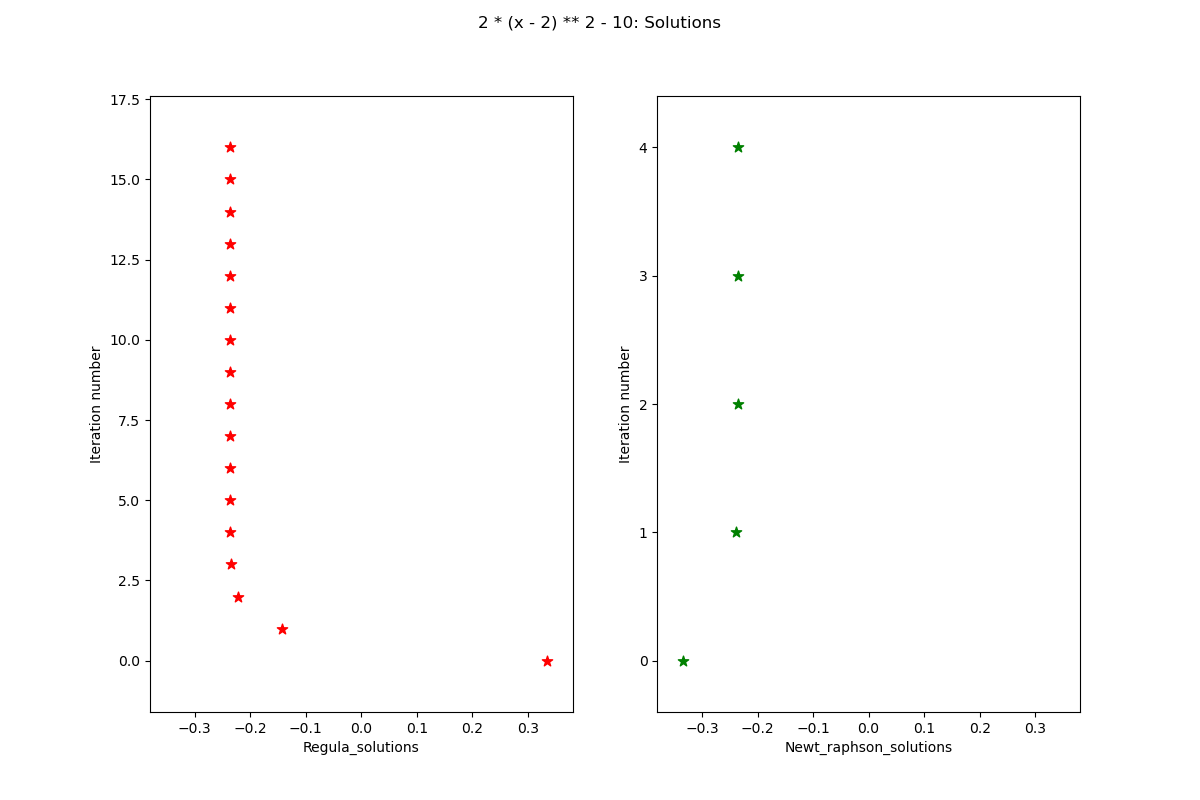 2 * (x - 2) ** 2 - 10: Solutions
Iteration number
17.5
15.0
12.5
10.0
7.5
5.0
2.5
0.0
−0.3 −0.2 −0.1 0.0 0.1 0.2 0.3
Regula_solutions
Iteration number
4
3
2
1
0
−0.3 −0.2 −0.1 0.0 0.1 0.2 0.3
Newt_raphson_solutions